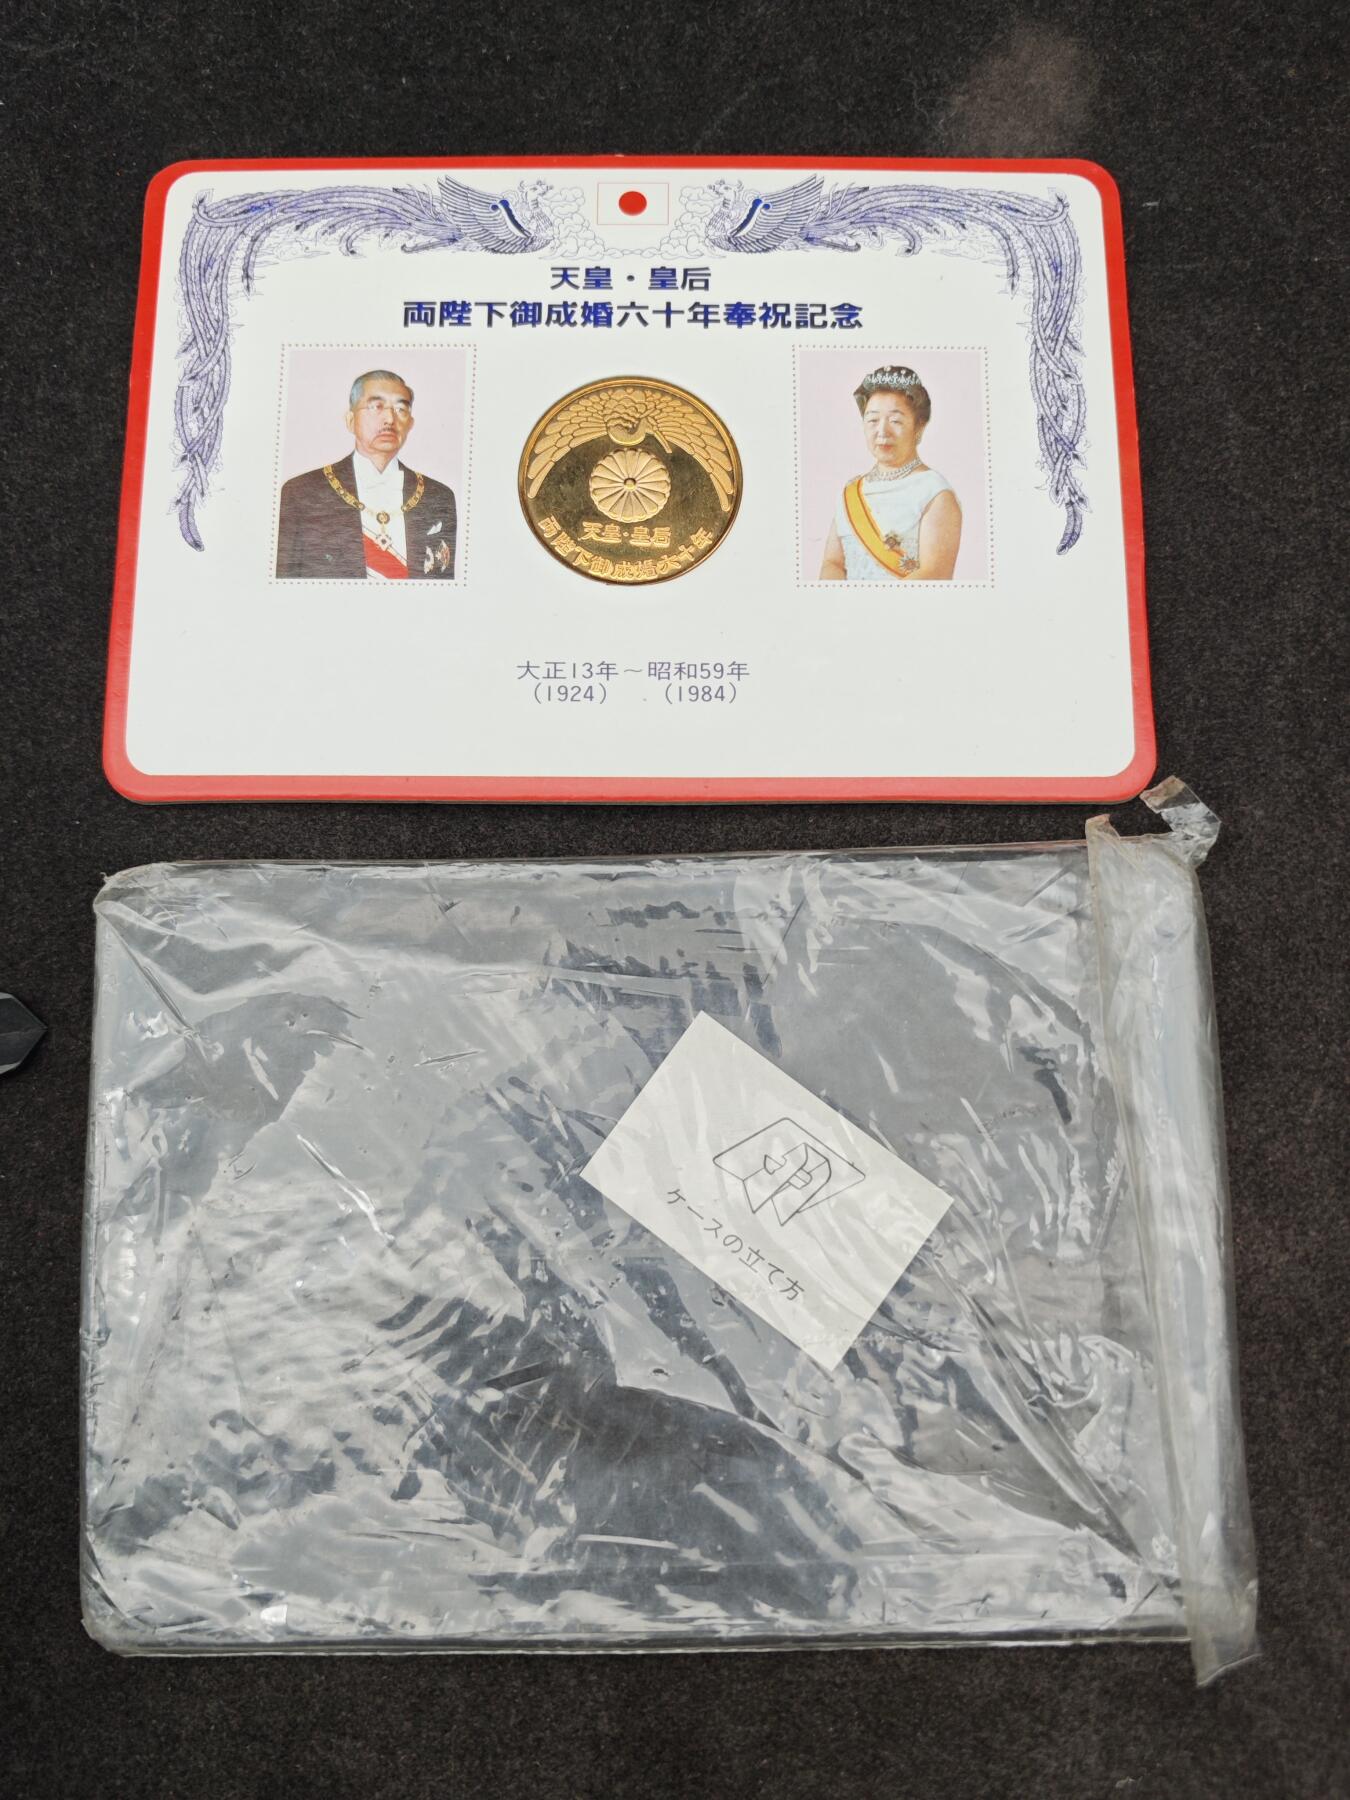 天皇・皇后
両陛下御成婚六十年奉祝記念
天皇・皇后
両陛下御成婚六十年
大正13年～昭和59年
(1924) (1984)
ケースの立て方